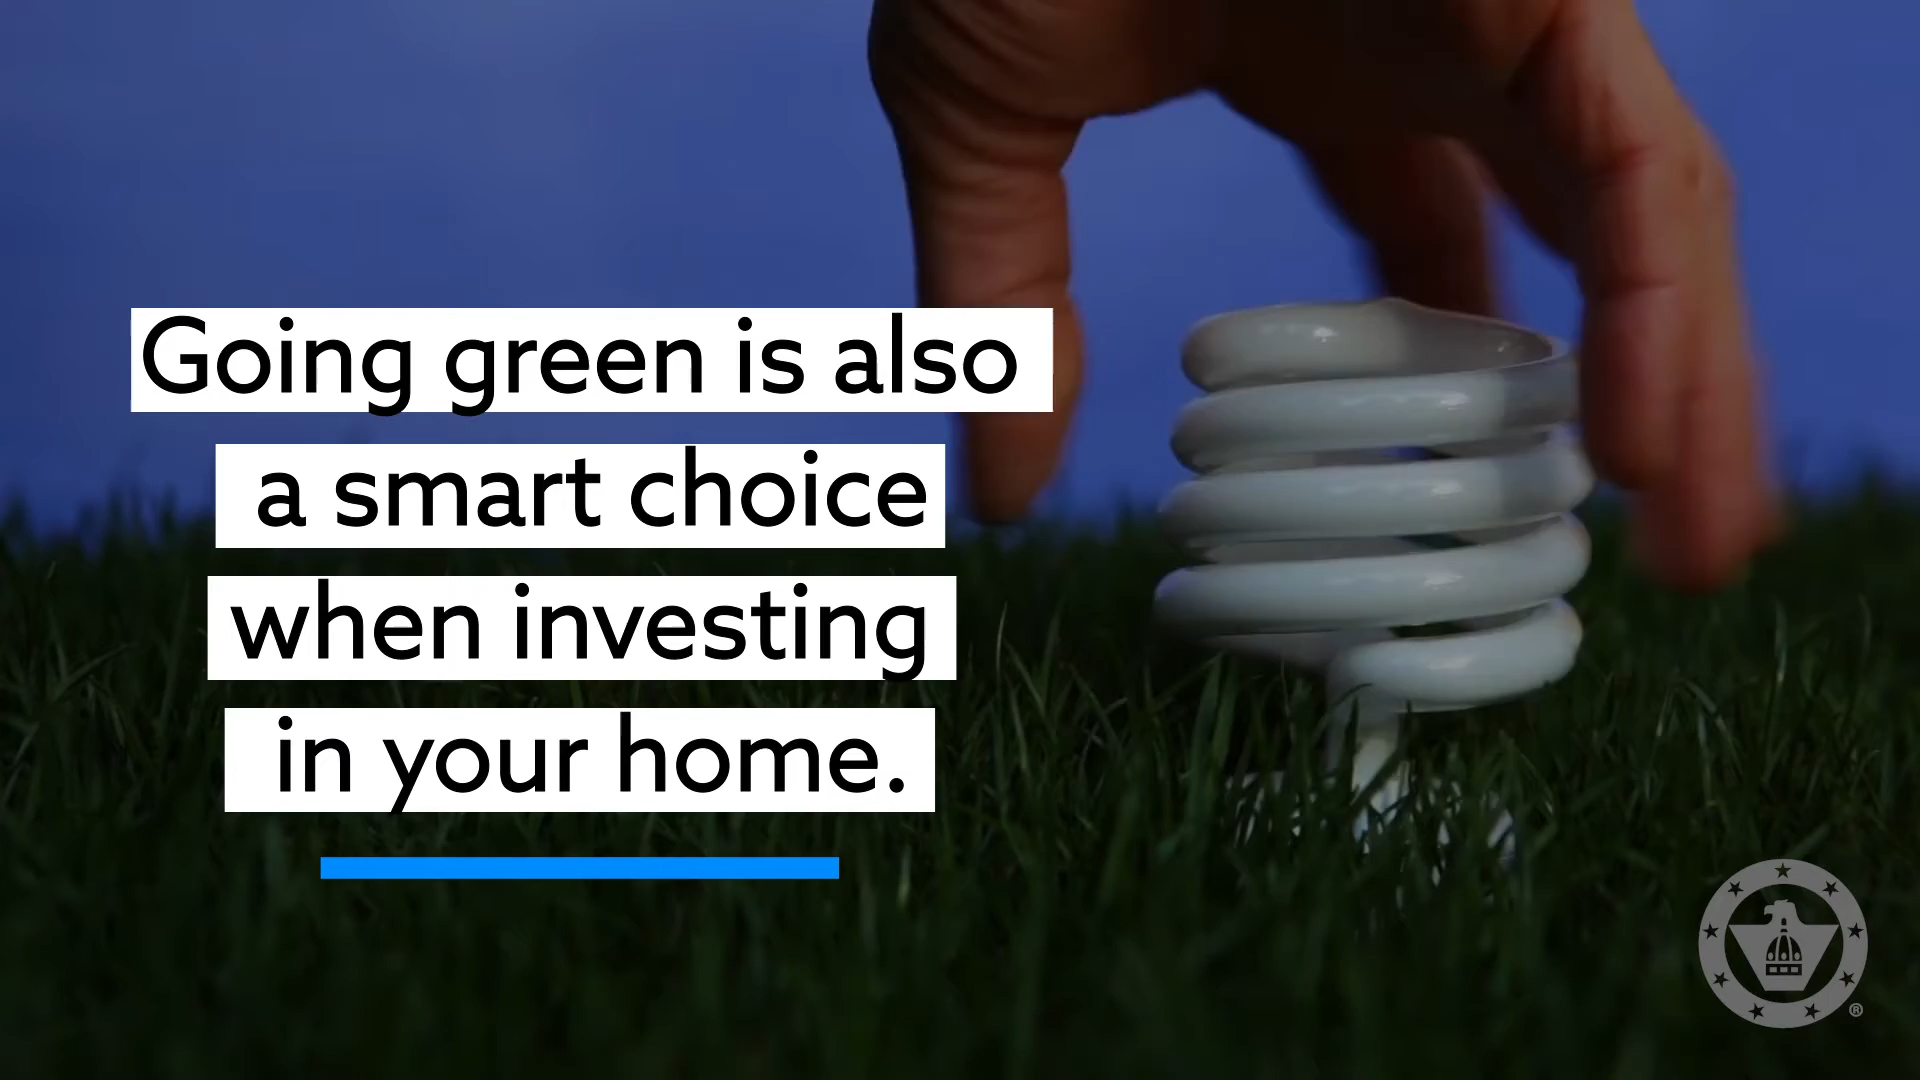 Going green is also
a smart choice
when investing
in your home.
®